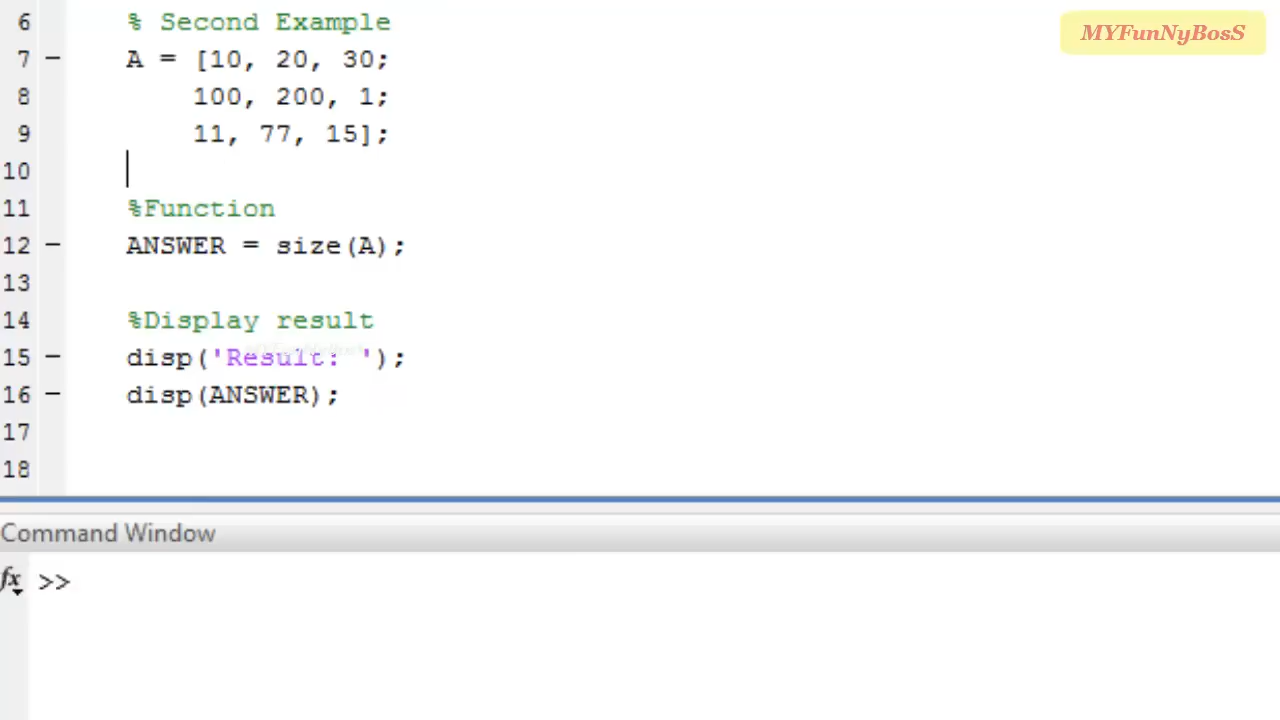 MYFunNyBosS
6 % Second Example
7 – A = [10, 20, 30;
8 100, 200, 1;
9 11, 77, 15];
10
11 %Function
12 – ANSWER = size(A);
13
14 %Display result
15 – disp('Result: ');
16 – disp(ANSWER);
17
18
Command Window
fx >>